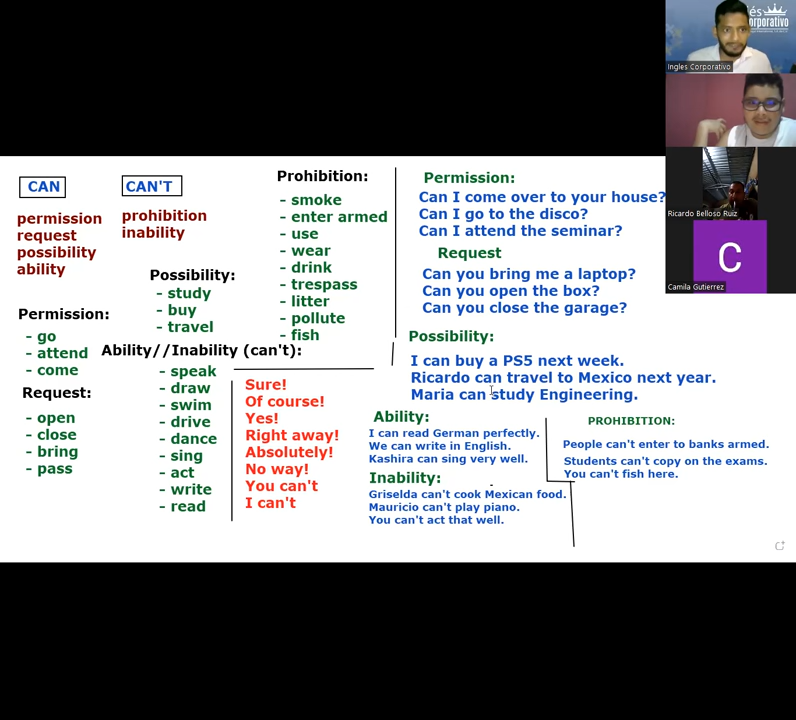 CAN
permission
request
possibility
ability
CAN'T
prohibition
inability
Permission:
- go
- attend
- come
Request:
- open
- close
- bring
- pass
Possibility:
- study
- buy
- travel
Ability//Inability (can't):
- speak
- draw
- swim
- drive
- dance
- sing
- act
- write
- read
Prohibition:
- smoke
- enter armed
- use
- wear
- drink
- trespass
- litter
- pollute
- fish
Sure!
Of course!
Yes!
Right away!
Absolutely!
No way!
You can't
I can't
Permission:
Can I come over to your house?
Can I go to the disco?
Can I attend the seminar?
Request
Can you bring me a laptop?
Can you open the box?
Can you close the garage?
Possibility:
I can buy a PS5 next week.
Ricardo can travel to Mexico next year.
Maria can study Engineering.
Ability:
I can read German perfectly.
We can write in English.
Kashira can sing very well.
Inability:
Griselda can't cook Mexican food.
Mauricio can't play piano.
You can't act that well.
PROHIBITION:
People can't enter to banks armed.
Students can't copy on the exams.
You can't fish here.
és
orporativo
Ingles Corporativo
Ricardo Belloso Ruiz
C
Camila Gutierrez